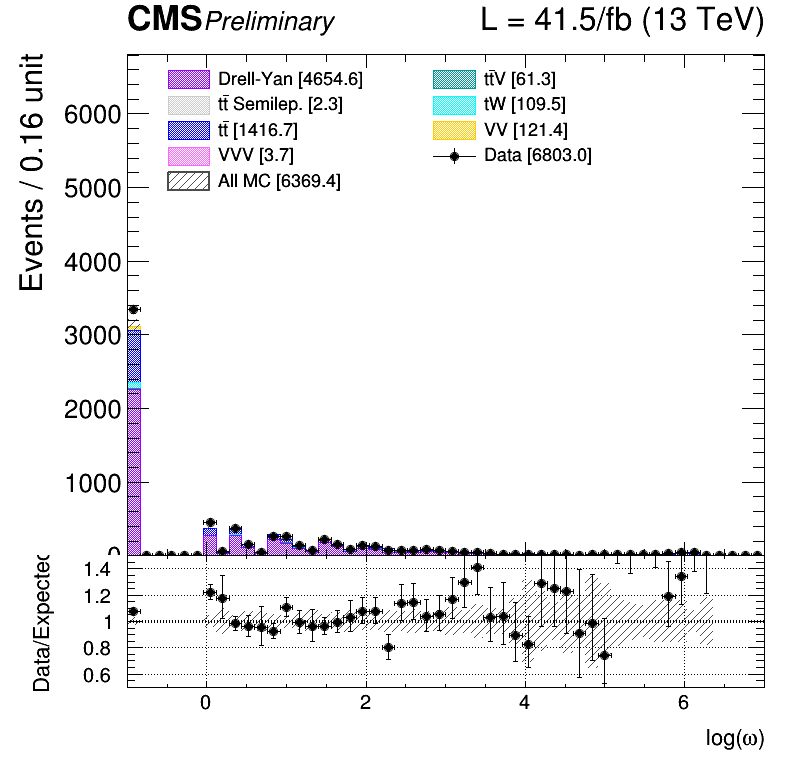 CMS Preliminary L = 41.5/fb (13 TeV)
Events / 0.16 unit
Drell-Yan [4654.6]
tt̄ Semilep. [2.3]
tt̄ [1416.7]
VVV [3.7]
All MC [6369.4]
tt̄V [61.3]
tW [109.5]
VV [121.4]
Data [6803.0]
6000
5000
4000
3000
2000
1000
0
Data/Expected
1.4
1.2
1
0.8
0.6
0 2 4 6
log(ω)